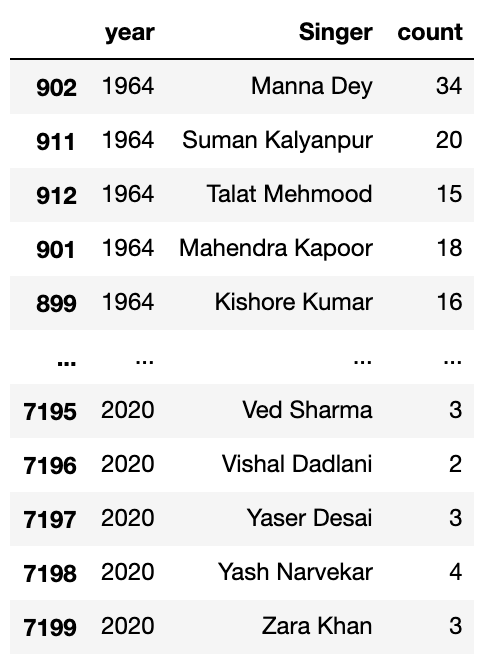 year Singer count
902 1964 Manna Dey 34
911 1964 Suman Kalyanpur 20
912 1964 Talat Mehmood 15
901 1964 Mahendra Kapoor 18
899 1964 Kishore Kumar 16
... ... ... ...
7195 2020 Ved Sharma 3
7196 2020 Vishal Dadlani 2
7197 2020 Yaser Desai 3
7198 2020 Yash Narvekar 4
7199 2020 Zara Khan 3